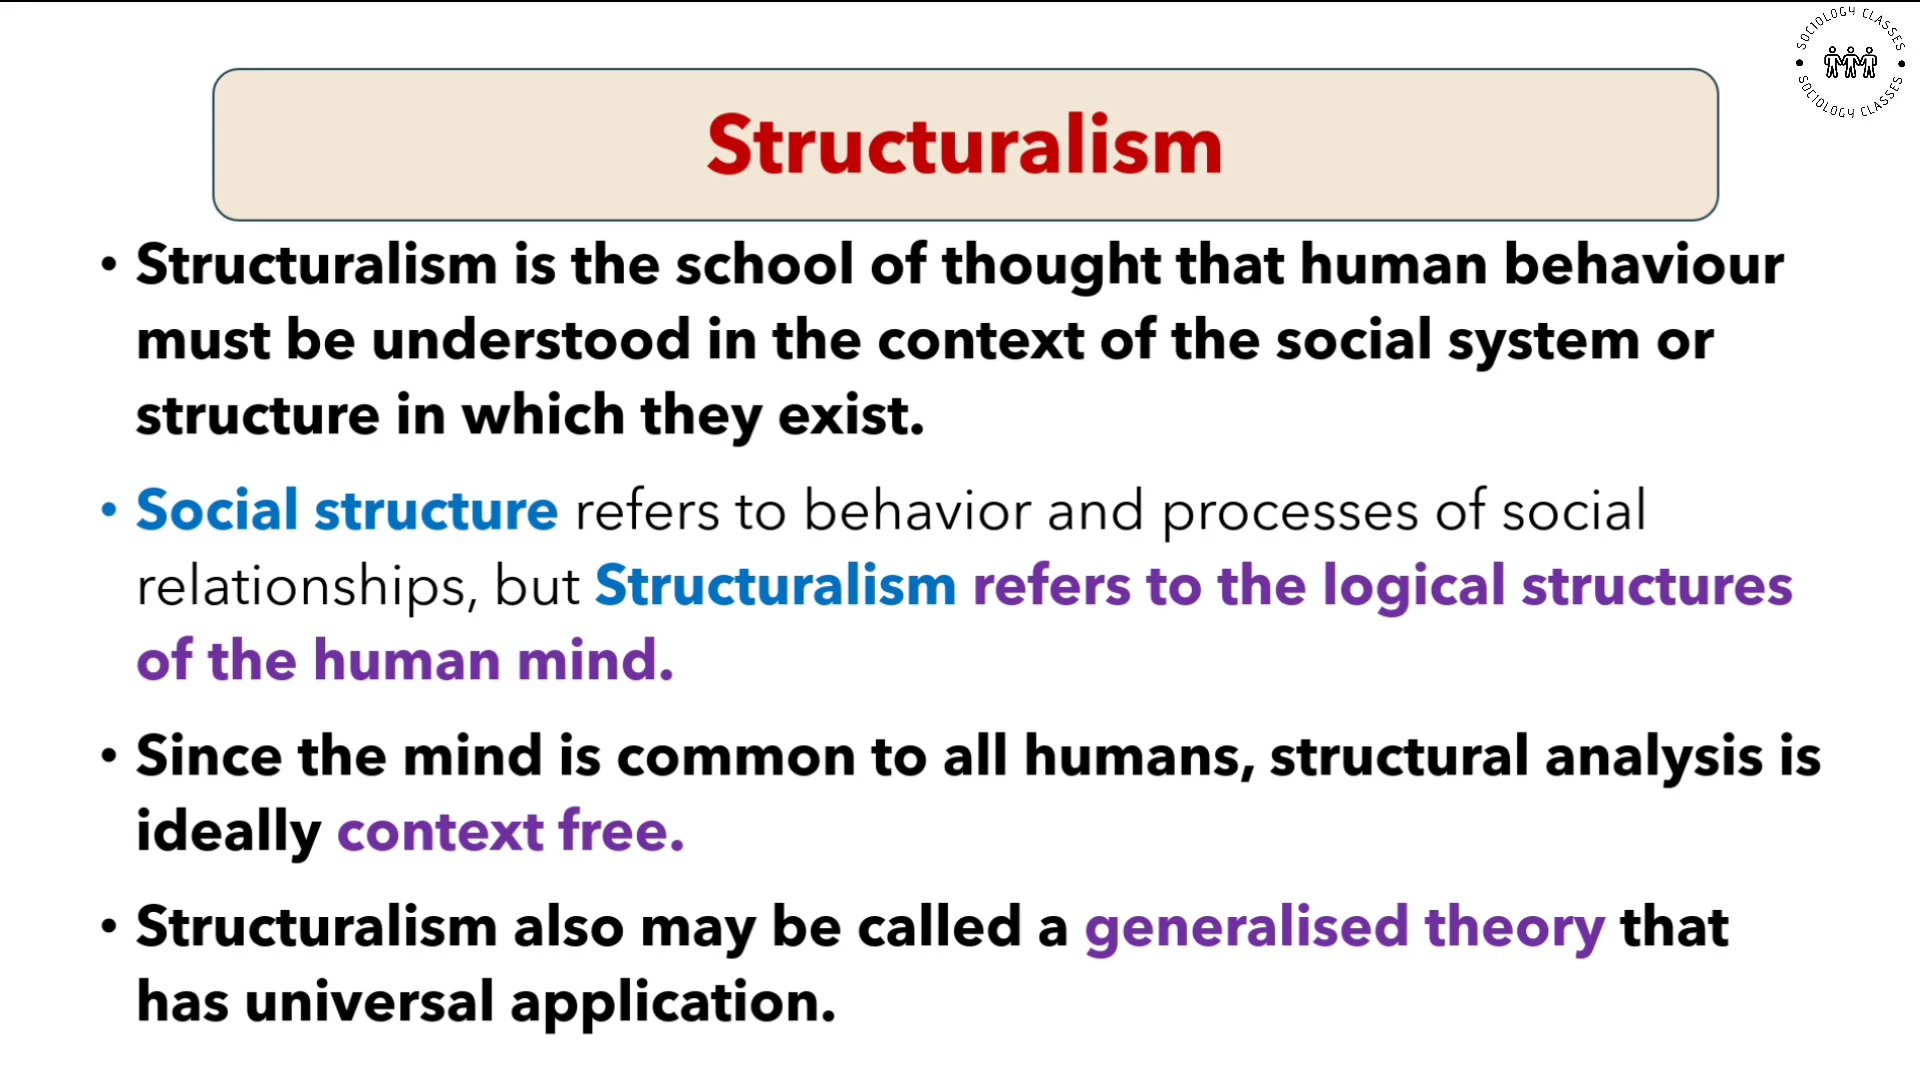 SOCIOLOGY CLASSES
SOCIOLOGY CLASSES
Structuralism
• Structuralism is the school of thought that human behaviour
must be understood in the context of the social system or
structure in which they exist.
• Social structure refers to behavior and processes of social
relationships, but Structuralism refers to the logical structures
of the human mind.
• Since the mind is common to all humans, structural analysis is
ideally context free.
• Structuralism also may be called a generalised theory that
has universal application.